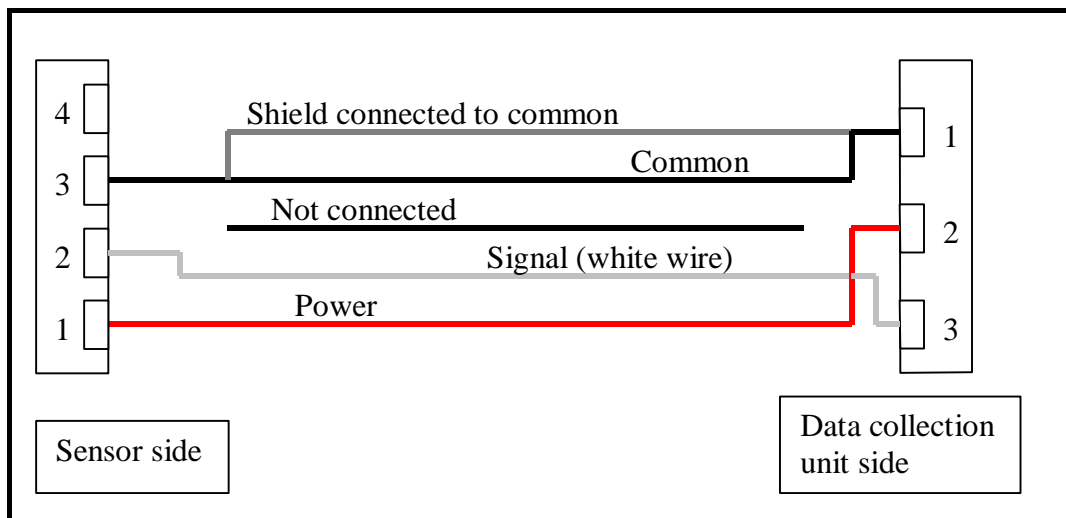 4
Shield connected to common
1
Common
3
Not connected
2
2
Signal (white wire)
Power
1
3
Sensor side
Data collection
unit side